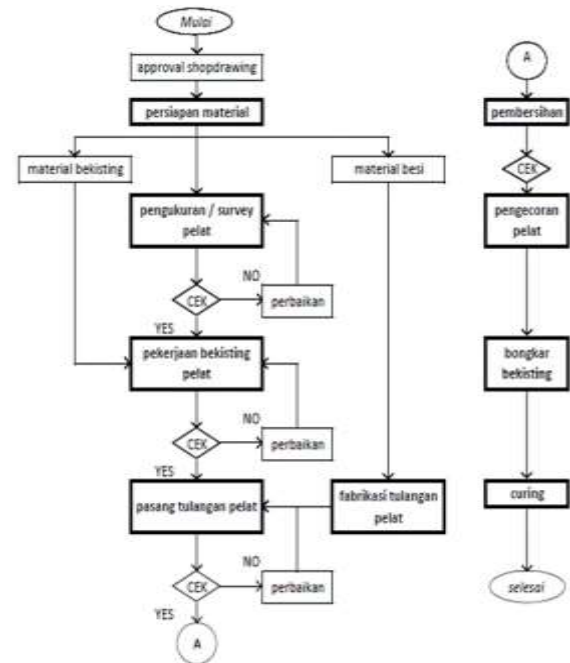 Mulai
approval shopdrawing
persiapan material
material bekisting
material besi
pengukuran / survey
pelat
NO
CEK
perbaikan
YES
pekerjaan bekisting
pelat
NO
CEK
perbaikan
YES
pasang tulangan pelat
fabrikasi tulangan
pelat
NO
CEK
perbaikan
YES
A
A
pembersihan
CEK
pengecoran
pelat
bongkar
bekisting
curing
selesai